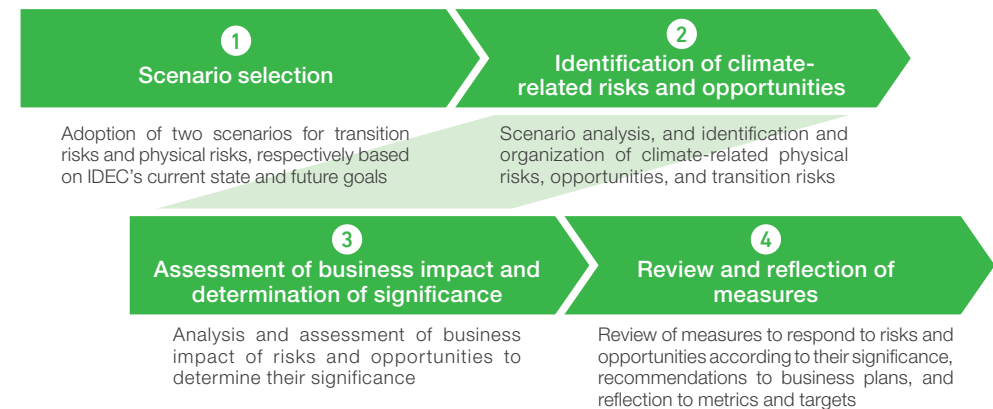 1
Scenario selection
Adoption of two scenarios for transition
risks and physical risks, respectively based
on IDEC's current state and future goals
2
Identification of climate-
related risks and opportunities
Scenario analysis, and identification and
organization of climate-related physical
risks, opportunities, and transition risks
3
Assessment of business impact and
determination of significance
Analysis and assessment of business
impact of risks and opportunities to
determine their significance
4
Review and reflection of
measures
Review of measures to respond to risks and
opportunities according to their significance,
recommendations to business plans, and
reflection to metrics and targets